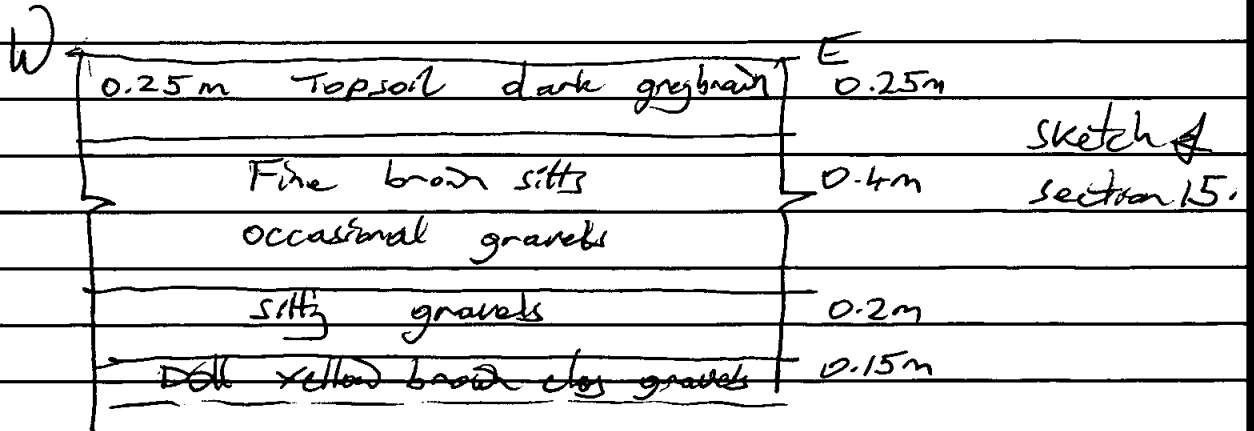 W E
0.25m Topsoil dark greybrown 0.25m
sketch of
Fine brown silts 0.4m section 15.
occasional gravels
silty gravels 0.2m
Dull yellow brown clay gravels 0.15m